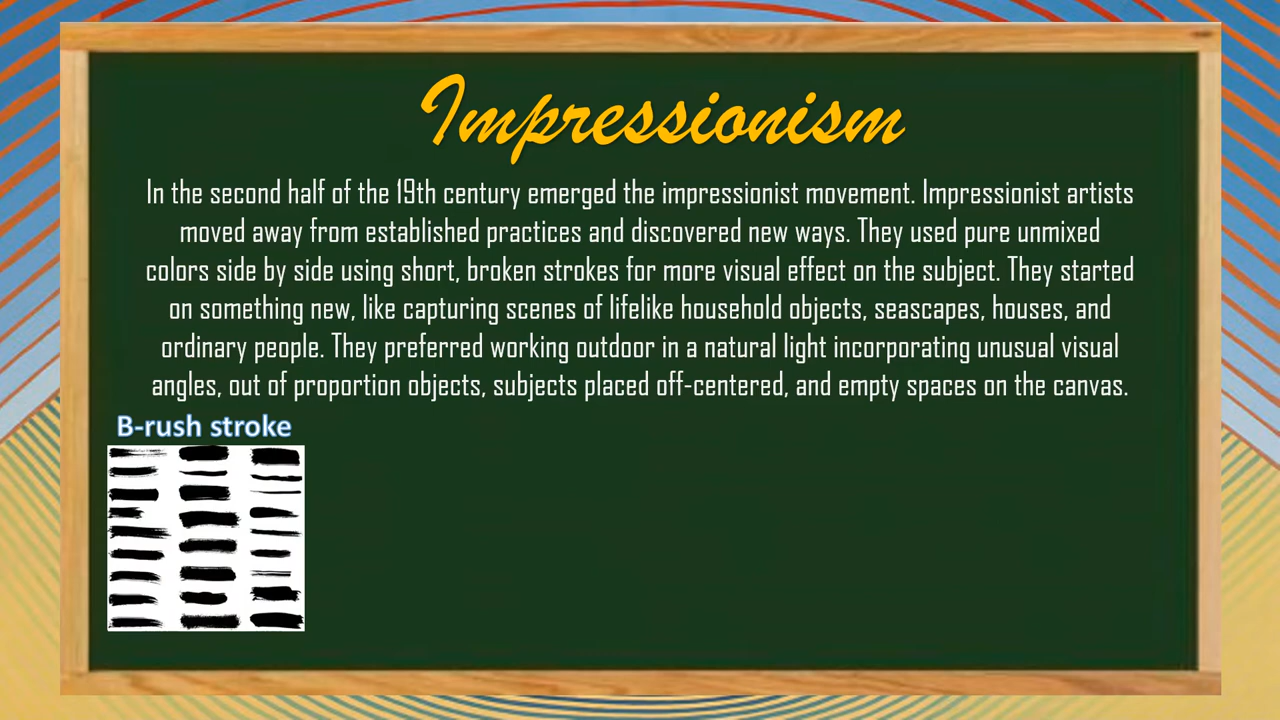 Impressionism
In the second half of the 19th century emerged the impressionist movement. Impressionist artists
moved away from established practices and discovered new ways. They used pure unmixed
colors side by side using short, broken strokes for more visual effect on the subject. They started
on something new, like capturing scenes of lifelike household objects, seascapes, houses, and
ordinary people. They preferred working outdoor in a natural light incorporating unusual visual
angles, out of proportion objects, subjects placed off-centered, and empty spaces on the canvas.
B-rush stroke